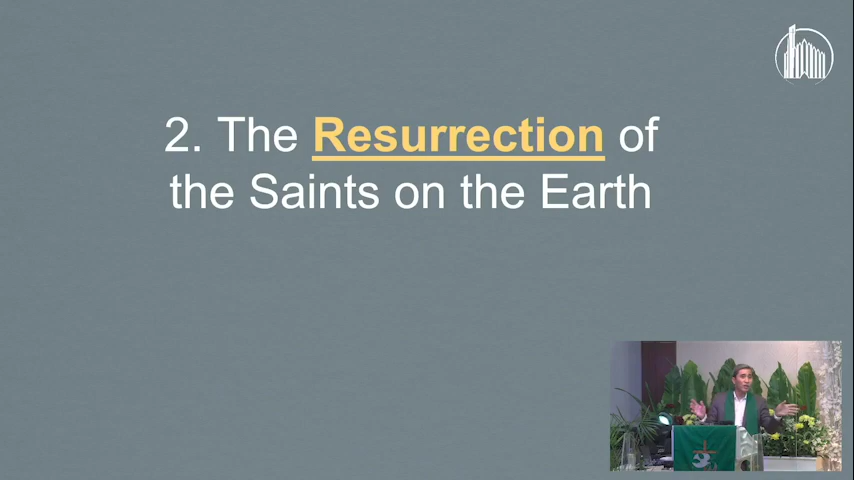 2. The Resurrection of
the Saints on the Earth